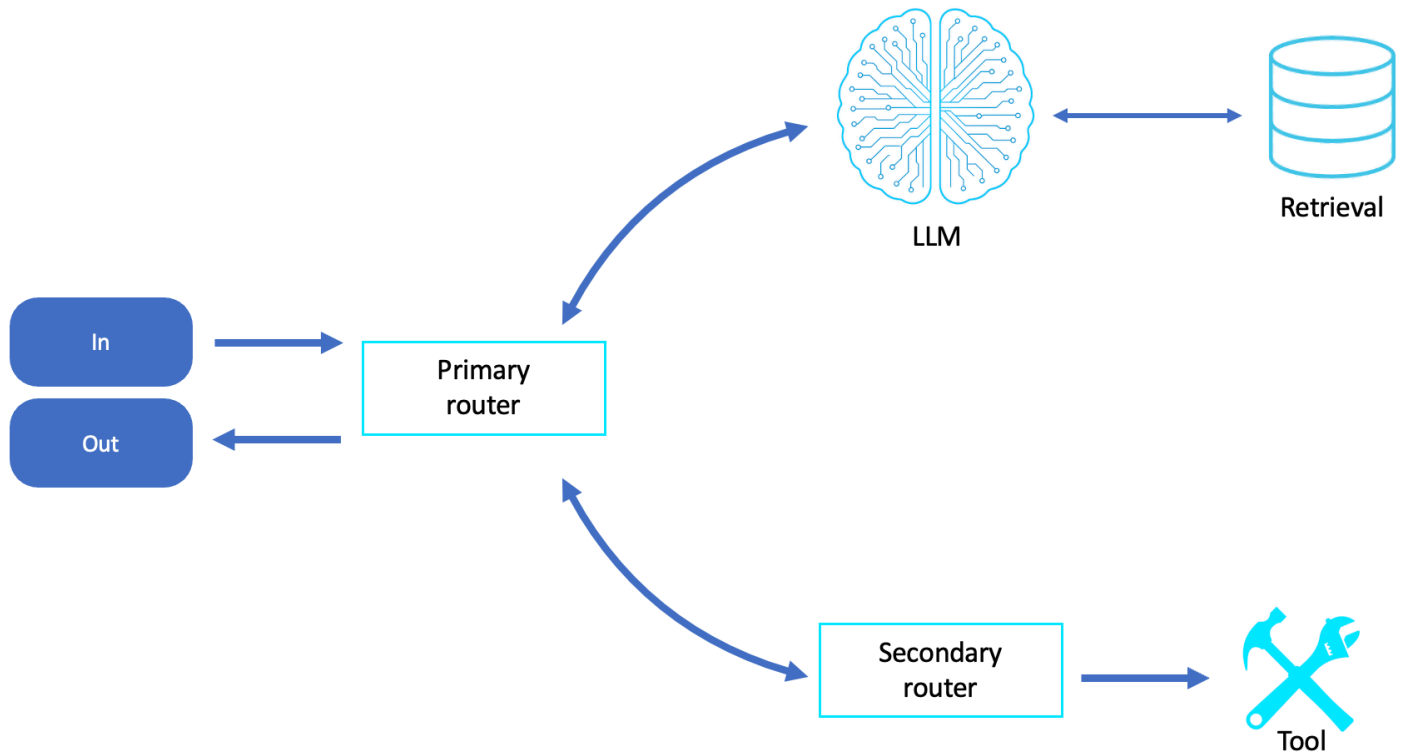 LLM
Retrieval
In
Out
Primary
router
Secondary
router
Tool